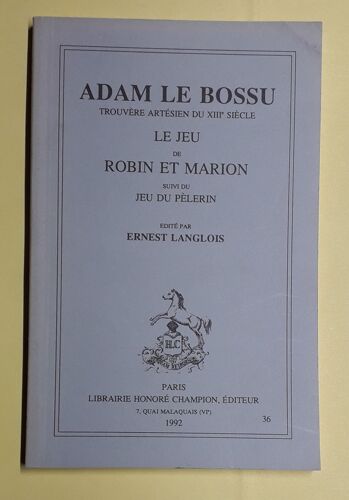 ADAM LE BOSSU
TROUVÈRE ARTÉSIEN DU XIIIᵉ SIÈCLE
LE JEU
DE
ROBIN ET MARION
SUIVI DU
JEU DU PÈLERIN
EDITÉ PAR
ERNEST LANGLOIS
H C
PARIS
LIBRAIRIE HONORÉ CHAMPION, ÉDITEUR
7, QUAI MALAQUAIS (VIᵉ)
1992
36